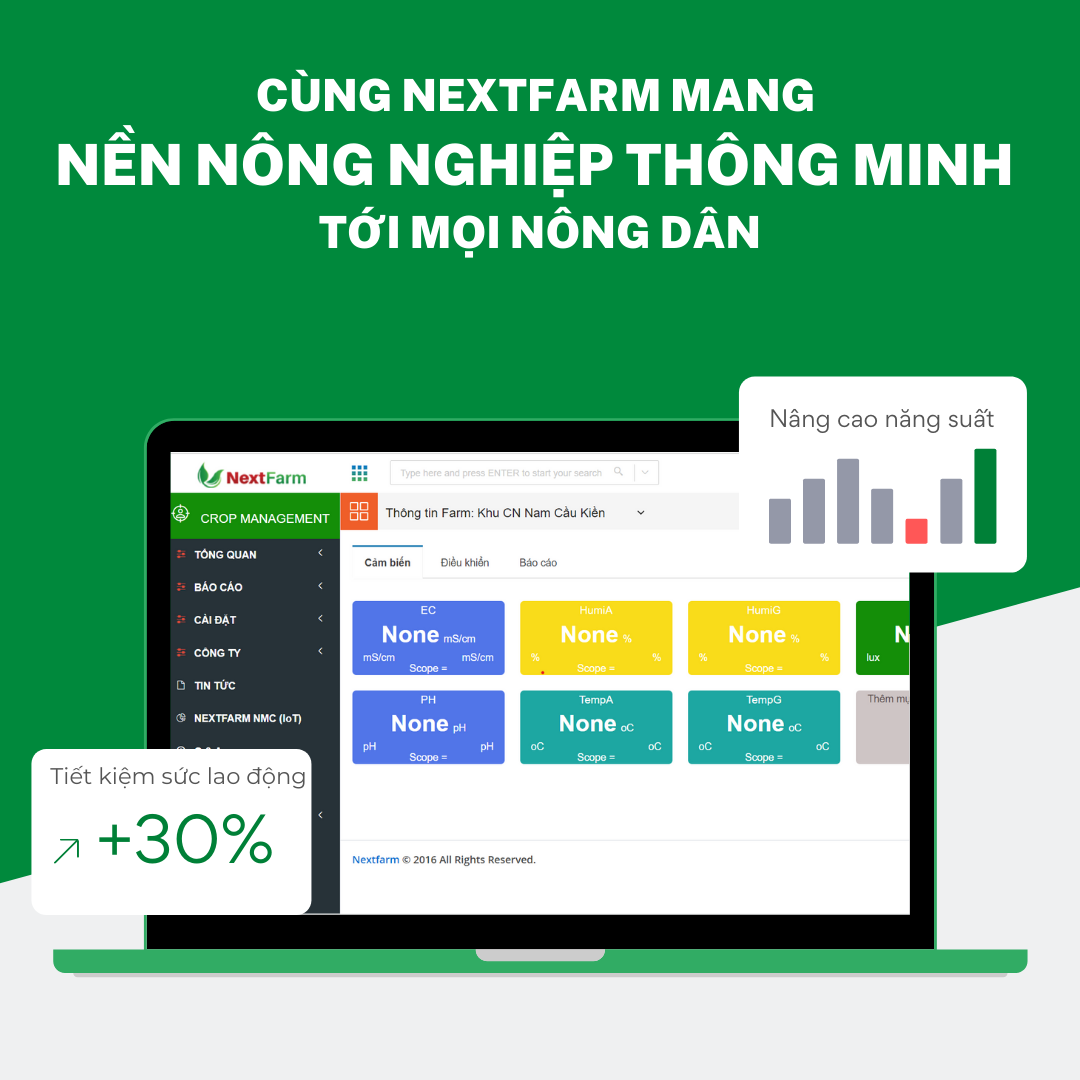 CÙNG NEXTFARM MANG
NỀN NÔNG NGHIỆP THÔNG MINH
TỚI MỌI NÔNG DÂN
Nâng cao năng suất
NextFarm
Type here and press ENTER to start your search
CROP MANAGEMENT
Thông tin Farm: Khu CN Nam Cầu Kiền
TỔNG QUAN
BÁO CÁO
CÀI ĐẶT
CÔNG TY
TIN TỨC
NEXTFARM NMC (IoT)
Cảm biến
Điều khiển
Báo cáo
EC
None mS/cm
mS/cm
mS/cm
Scope =
HumiA
None %
%
%
Scope =
HumiG
None %
%
%
Scope =
N
lux
PH
None pH
pH
pH
Scope =
TempA
None oC
oC
oC
Scope =
TempG
None oC
oC
oC
Scope =
Thêm
Tiết kiệm sức lao động
+30%
Nextfarm © 2016 All Rights Reserved.